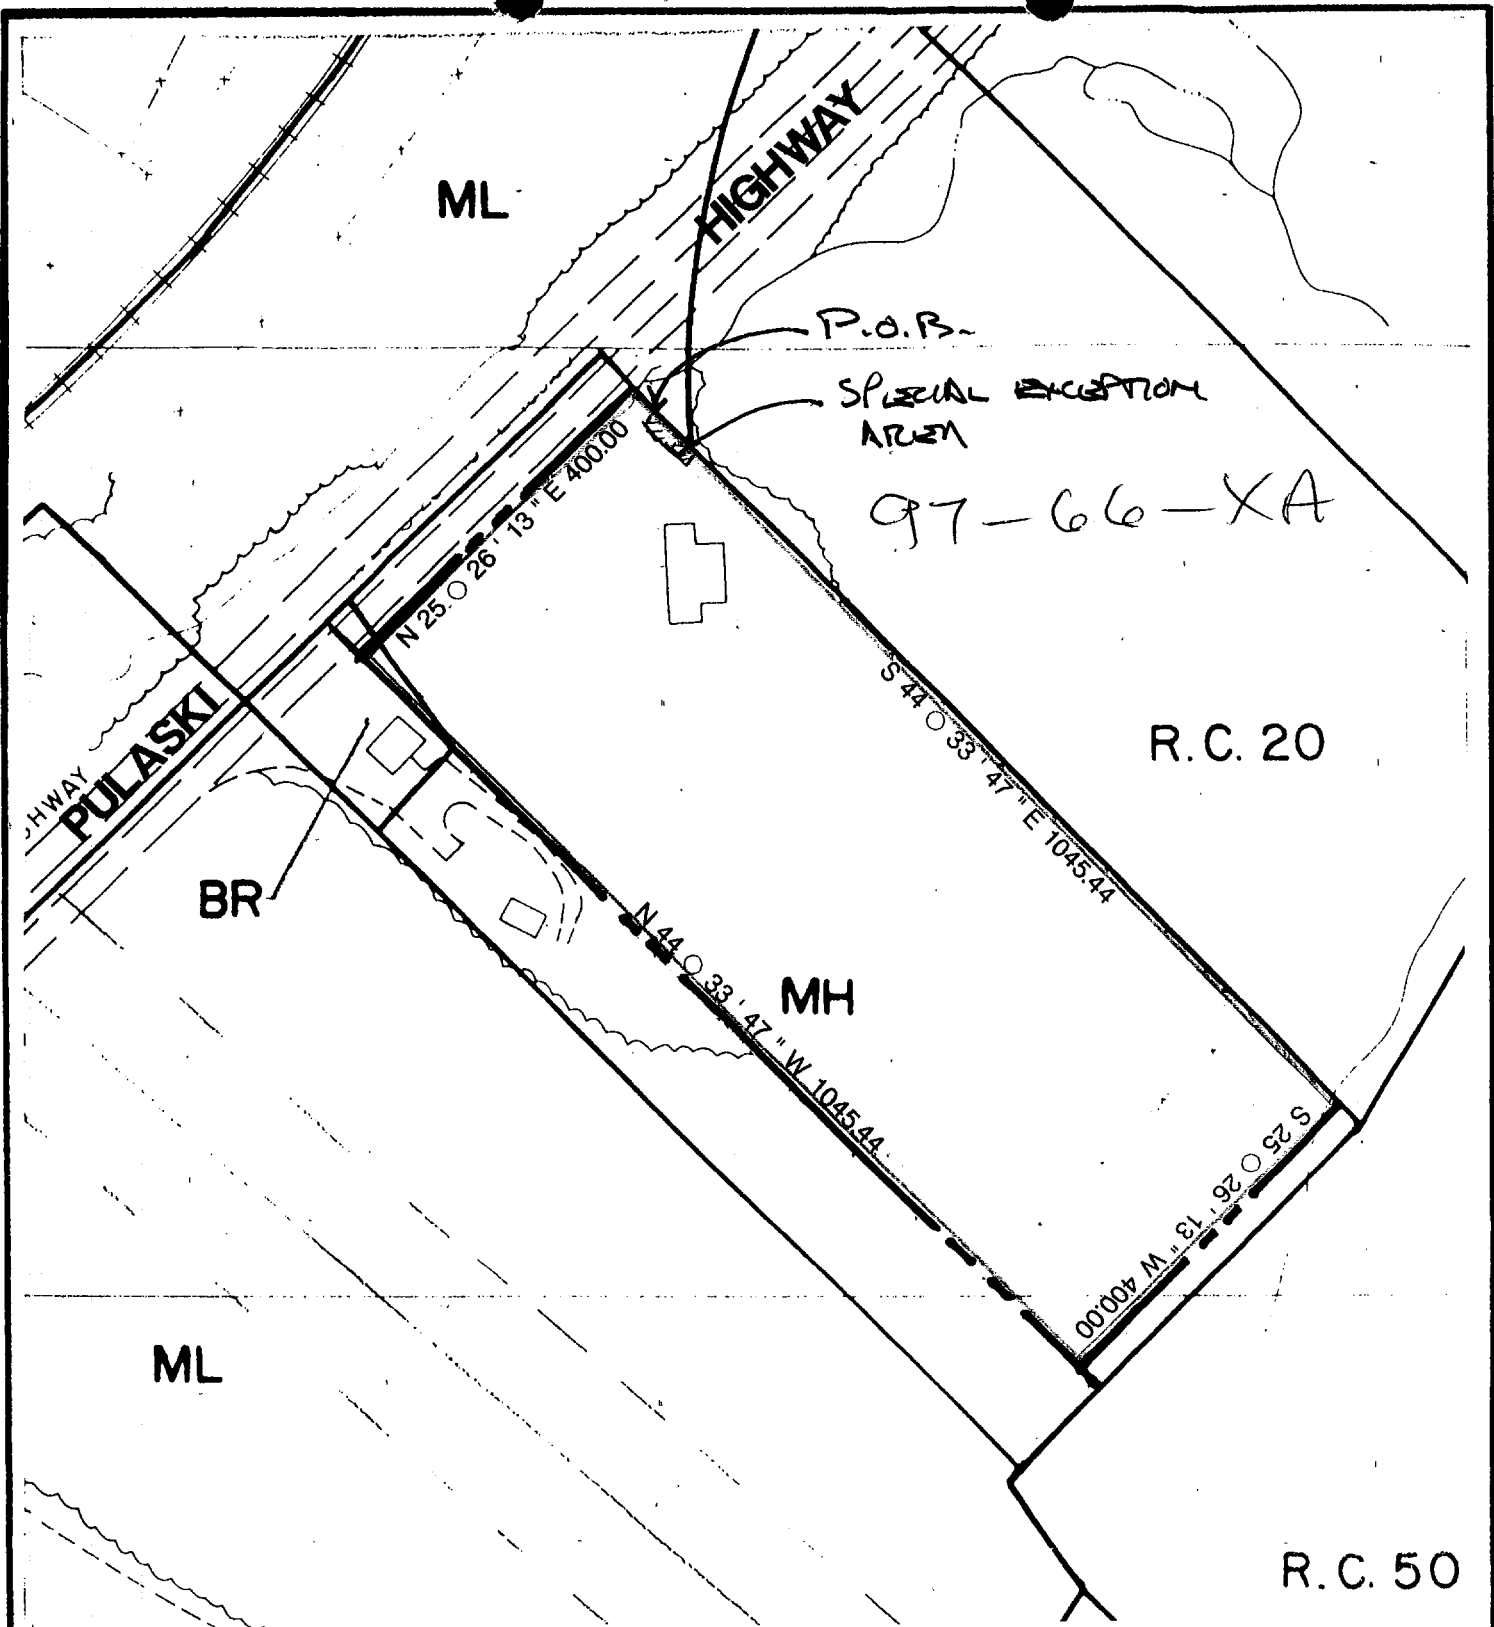 ML
HIGHWAY
P.O.B.
SPECIAL EXCEPTION
AREA
97-66-XA
N 25 ○ 26 ' 13 " E 400.00
S 44 ○ 33 ' 47 " E 1045.44
R.C. 20
HWAY
PULASKI
BR
N 44 ○ 33 ' 47 " W 1045.44
MH
S 25 ○ 26 ' 13 " W 400.00
ML
R.C. 50